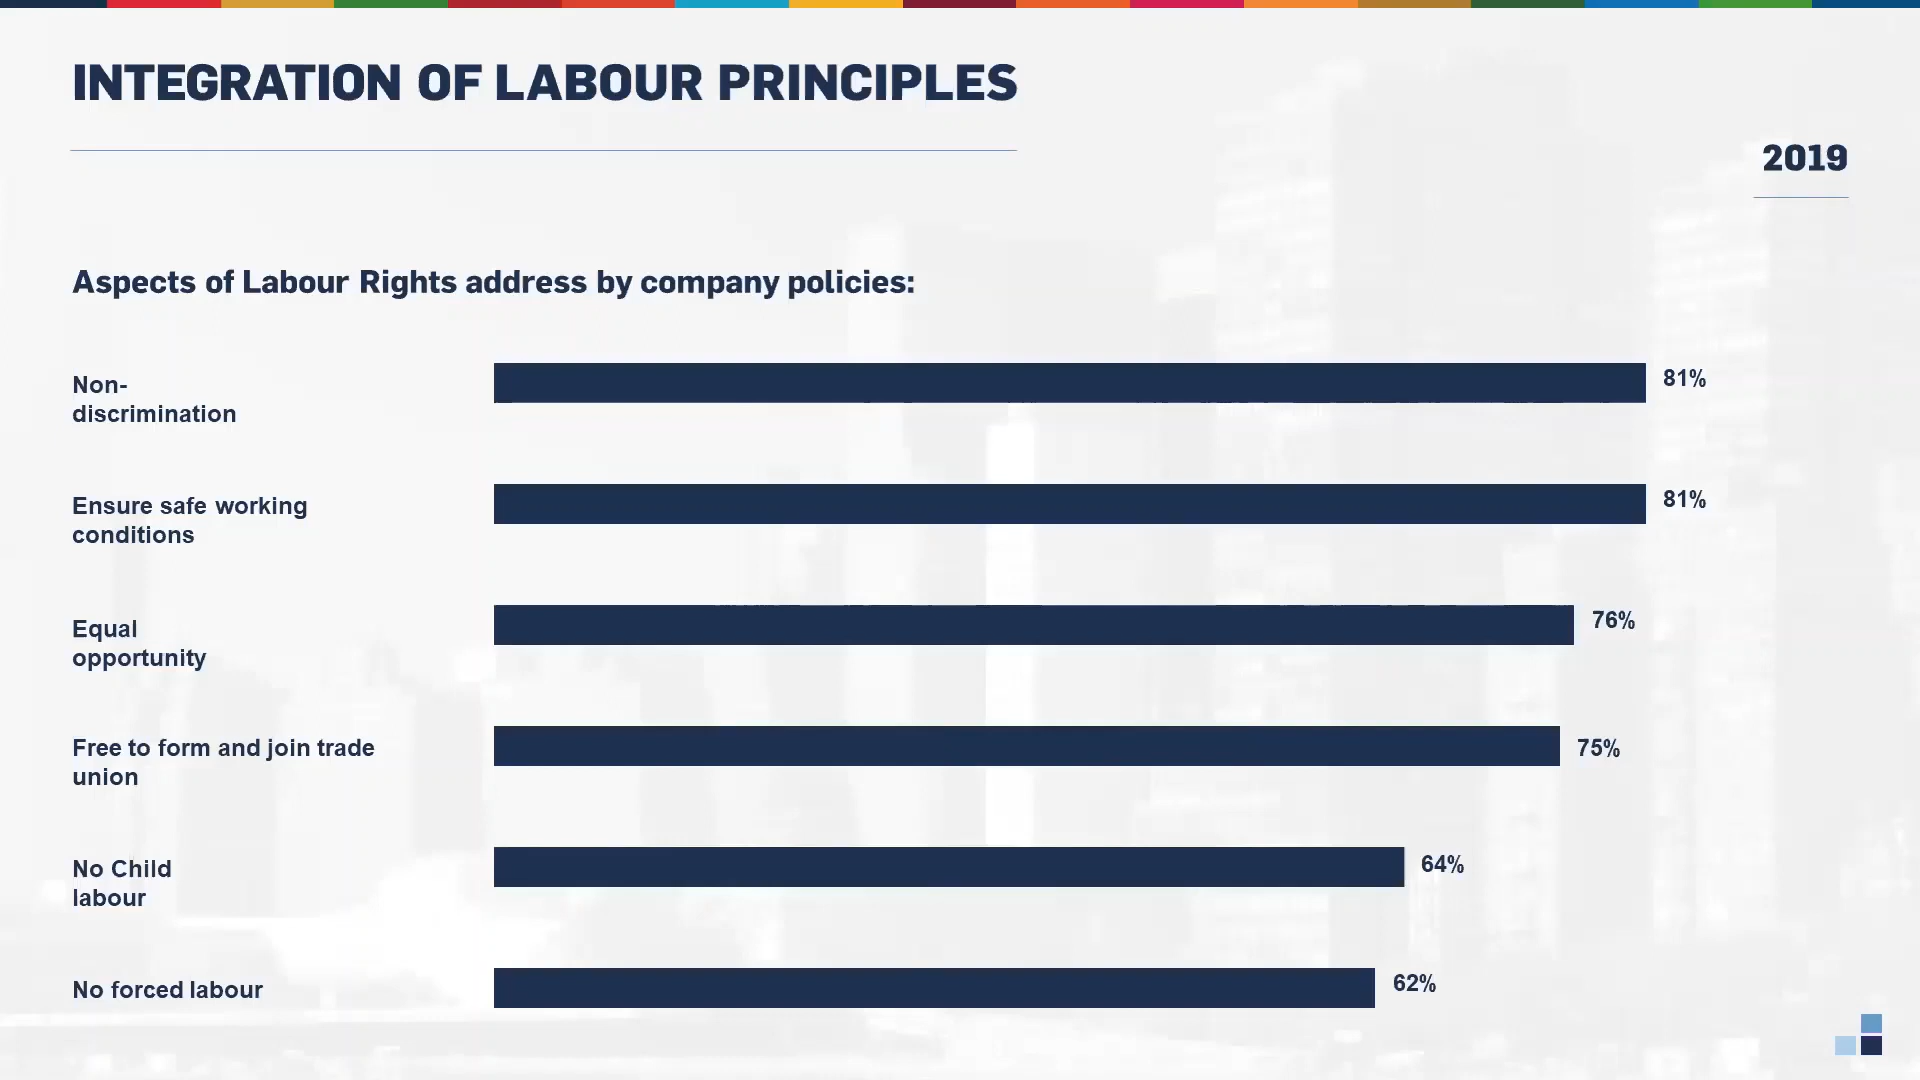 INTEGRATION OF LABOUR PRINCIPLES
2019
Aspects of Labour Rights address by company policies:
Non-
discrimination
81%
Ensure safe working
conditions
81%
Equal
opportunity
76%
Free to form and join trade
union
75%
No Child
labour
64%
No forced labour
62%